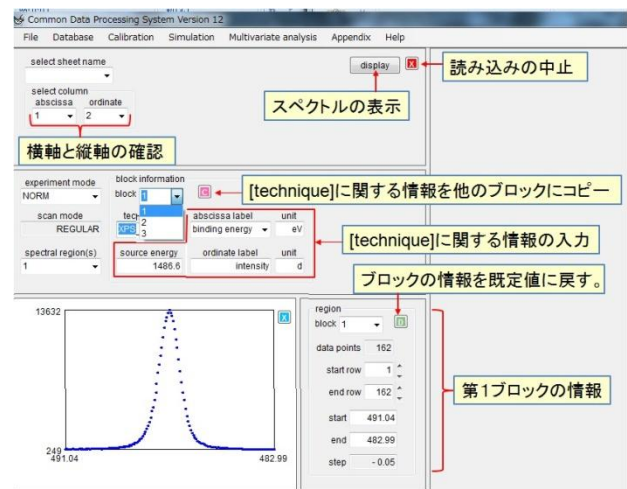 Common Data Processing System Version 12
File Database Calibration Simulation Multivariate analysis Appendix Help
select sheet name
display
X
読み込みの中止
select column
abscissa ordinate
1 2
スペクトルの表示
横軸と縦軸の確認
experiment mode
block information
NORM
block 1
C
[technique]に関する情報を他のブロックにコピー
1
2
3
scan mode
abscissa label unit
REGULAR
XPS
binding energy eV
[technique]に関する情報の入力
spectral region(s)
source energy
ordinate label unit
1
1486.6
intensity d
ブロックの情報を既定値に戻す。
13632
X
249
491.04 482.99
region
block 1
D
data points 162
start row 1
end row 162
start 491.04
end 482.99
step - 0.05
第1ブロックの情報